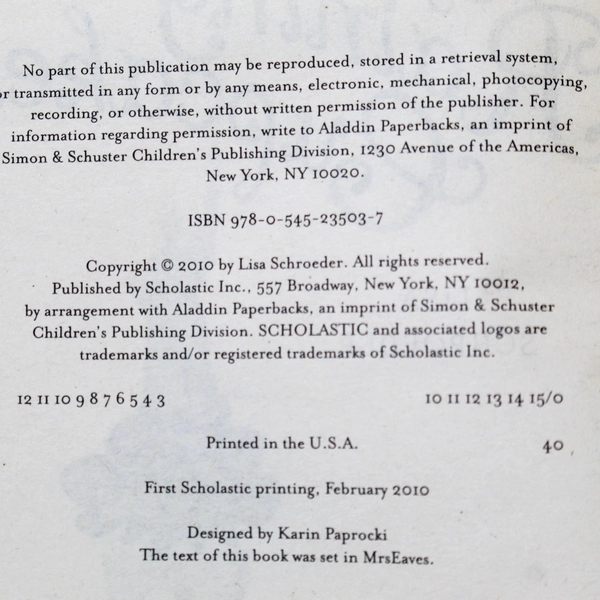 No part of this publication may be reproduced, stored in a retrieval system,
or transmitted in any form or by any means, electronic, mechanical, photocopying,
recording, or otherwise, without written permission of the publisher. For
information regarding permission, write to Aladdin Paperbacks, an imprint of
Simon & Schuster Children's Publishing Division, 1230 Avenue of the Americas,
New York, NY 10020.
ISBN 978-0-545-23503-7
Copyright © 2010 by Lisa Schroeder. All rights reserved.
Published by Scholastic Inc., 557 Broadway, New York, NY 10012,
by arrangement with Aladdin Paperbacks, an imprint of Simon & Schuster
Children's Publishing Division. SCHOLASTIC and associated logos are
trademarks and/or registered trademarks of Scholastic Inc.
12 11 10 9 8 7 6 5 4 3 10 11 12 13 14 15/0
Printed in the U.S.A. 40
First Scholastic printing, February 2010
Designed by Karin Paprocki
The text of this book was set in MrsEaves.